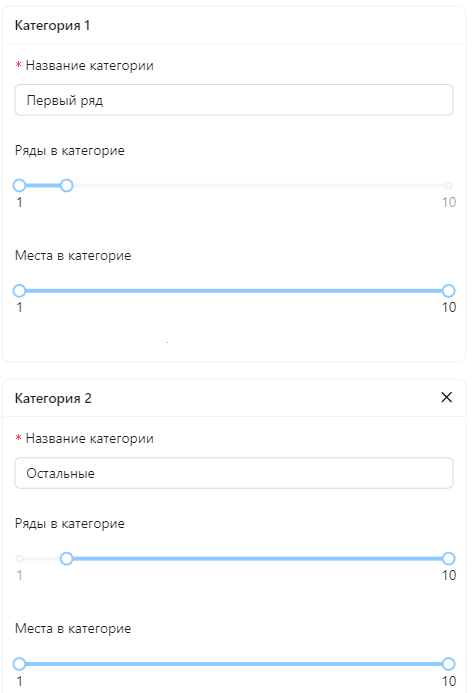 Категория 1
* Название категории
Первый ряд
Ряды в категорие
1 10
Места в категорие
1 10
Категория 2
* Название категории
Остальные
Ряды в категорие
1 10
Места в категорие
1 10